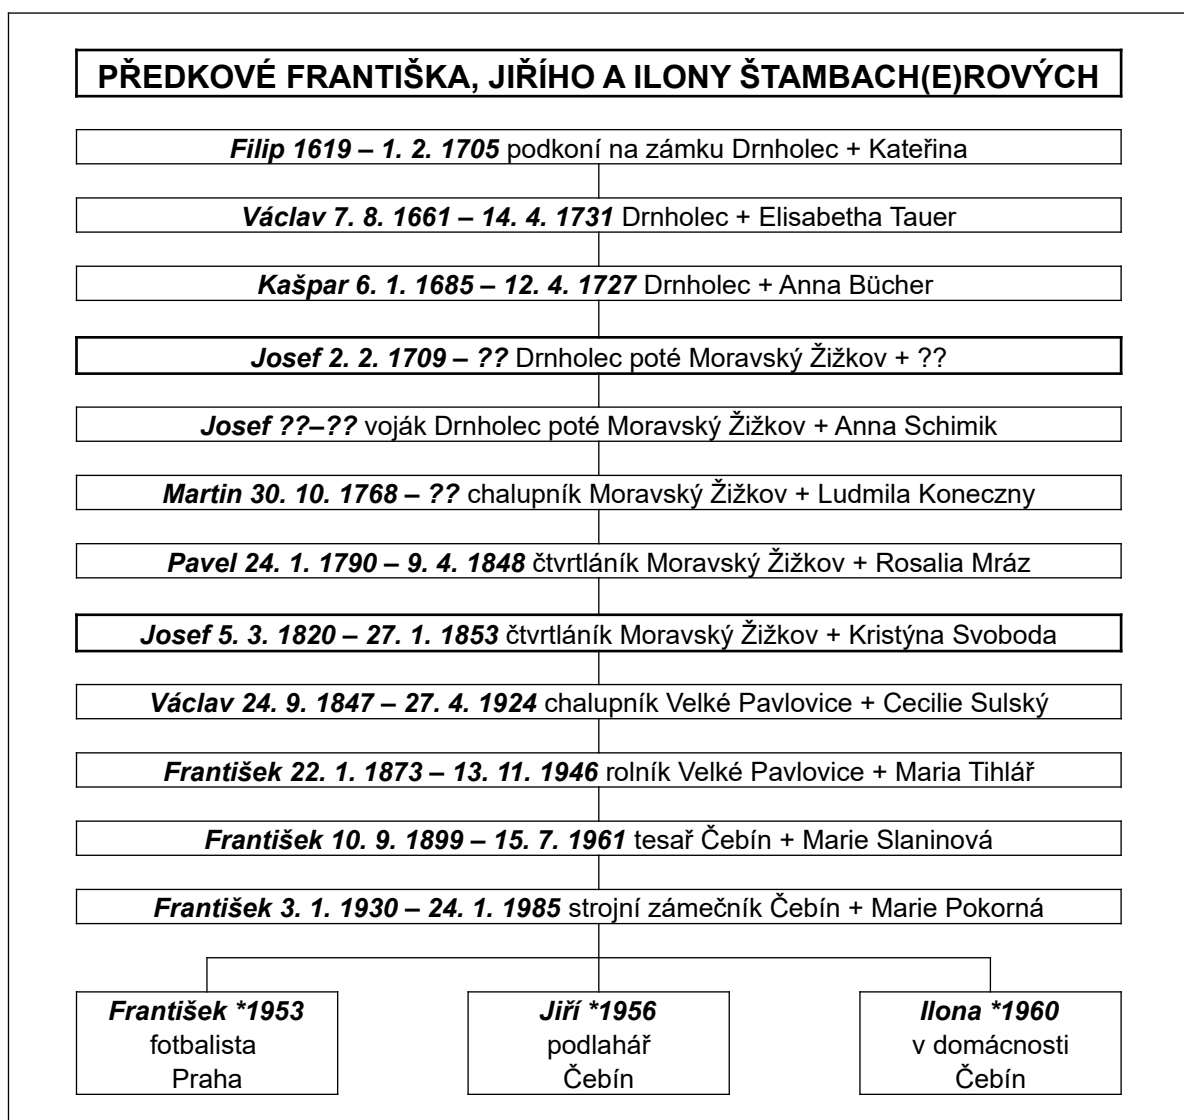 PŘEDKOVÉ FRANTIŠKA, JIŘÍHO A ILONY ŠTAMBACH(E)ROVÝCH
Filip 1619 – 1. 2. 1705 podkoní na zámku Drnholec + Kateřina
Václav 7. 8. 1661 – 14. 4. 1731 Drnholec + Elisabetha Tauer
Kašpar 6. 1. 1685 – 12. 4. 1727 Drnholec + Anna Bücher
Josef 2. 2. 1709 – ?? Drnholec poté Moravský Žižkov + ??
Josef ??–?? voják Drnholec poté Moravský Žižkov + Anna Schimik
Martin 30. 10. 1768 – ?? chalupník Moravský Žižkov + Ludmila Koneczny
Pavel 24. 1. 1790 – 9. 4. 1848 čtvrtláník Moravský Žižkov + Rosalia Mráz
Josef 5. 3. 1820 – 27. 1. 1853 čtvrtláník Moravský Žižkov + Kristýna Svoboda
Václav 24. 9. 1847 – 27. 4. 1924 chalupník Velké Pavlovice + Cecilie Sulský
František 22. 1. 1873 – 13. 11. 1946 rolník Velké Pavlovice + Maria Tihlář
František 10. 9. 1899 – 15. 7. 1961 tesař Čebín + Marie Slaninová
František 3. 1. 1930 – 24. 1. 1985 strojní zámečník Čebín + Marie Pokorná
František *1953
fotbalista
Praha
Jiří *1956
podlahář
Čebín
Ilona *1960
v domácnosti
Čebín